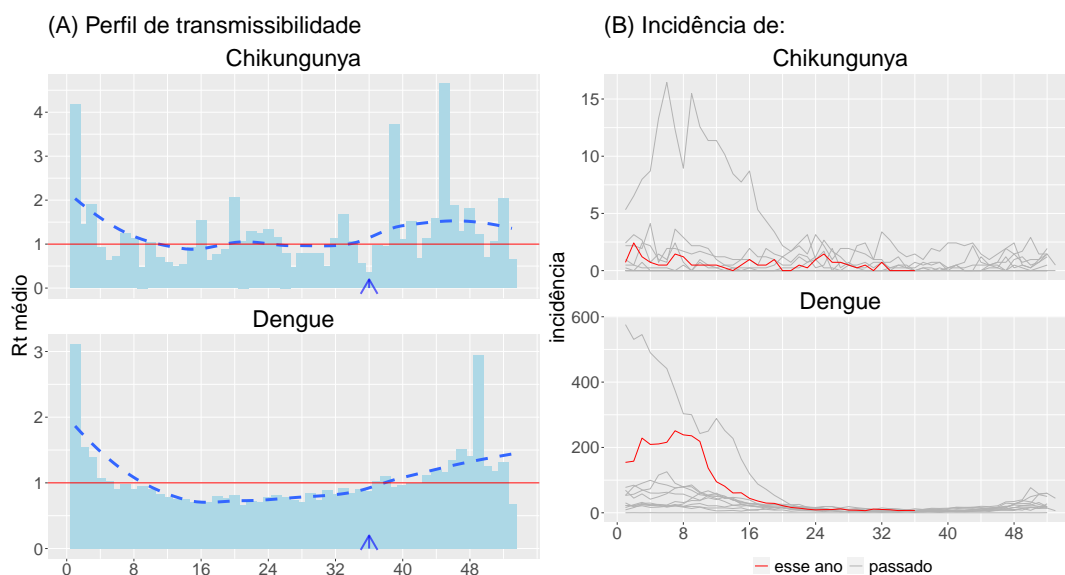 (A) Perfil de transmissibilidade
Chikungunya
4
3
2
1
0
Dengue
3
2
1
0
0 8 16 24 32 40 48
Rt médio
(B) Incidência de:
Chikungunya
15
10
5
0
Dengue
600
400
200
0
0 8 16 24 32 40 48
incidência
esse ano passado